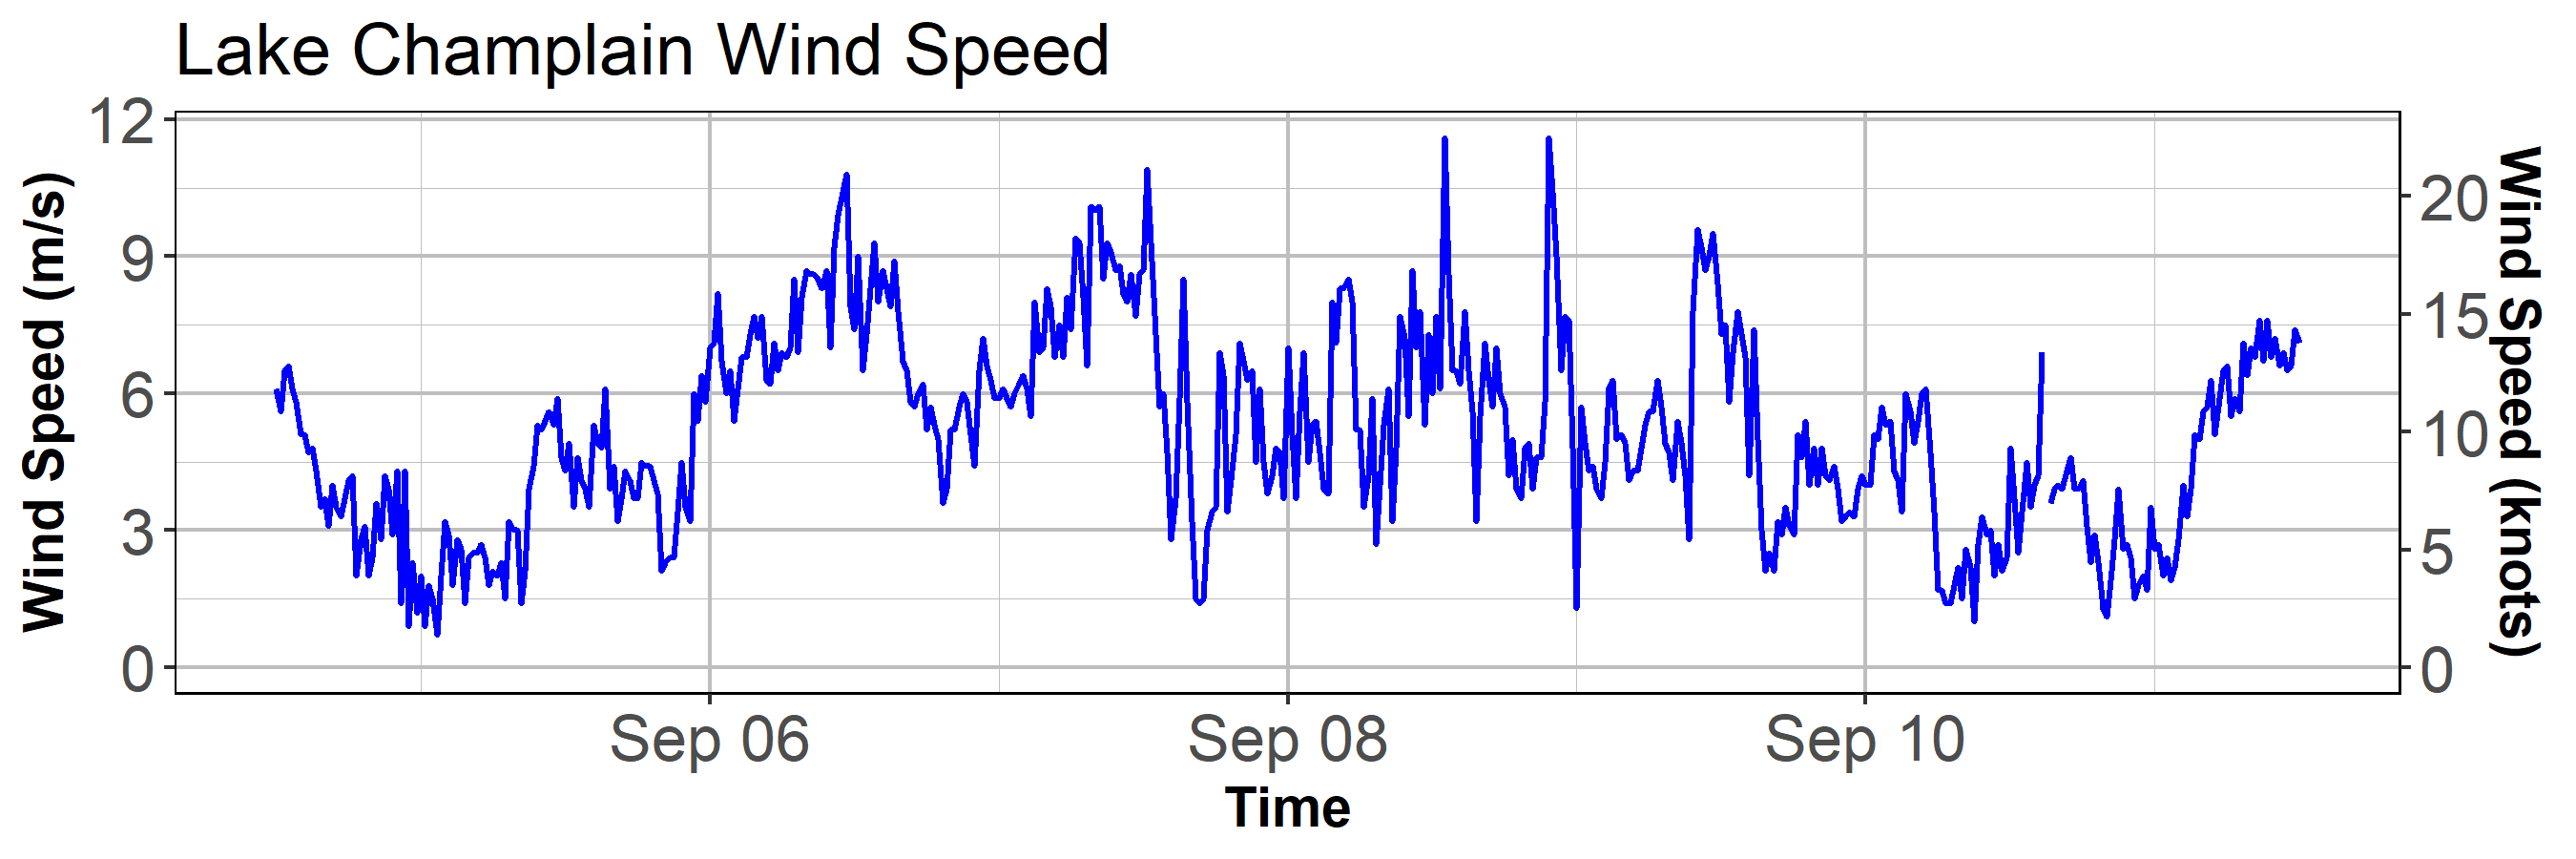 Lake Champlain Wind Speed
Wind Speed (m/s)
12
9
6
3
0
20
15
10
5
0
Wind Speed (knots)
Sep 06 Sep 08 Sep 10
Time